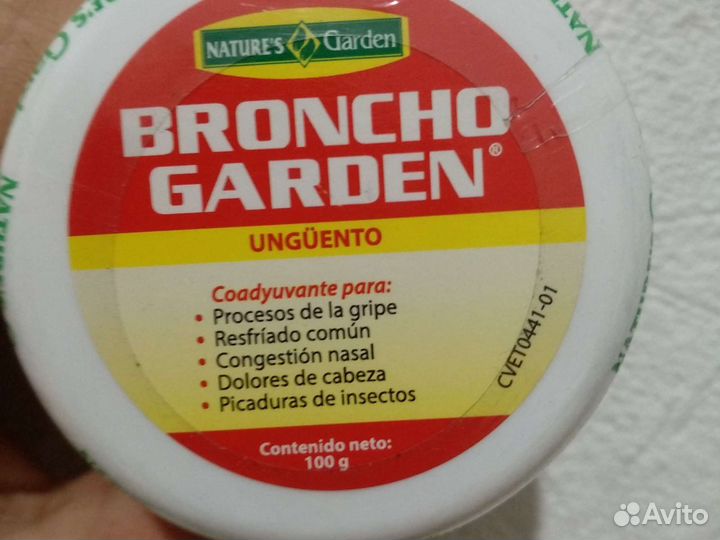 NATURE'S Garden
BRONCHO
GARDEN®
UNGÜENTO
Coadyuvante para:
• Procesos de la gripe
• Resfríado común
• Congestión nasal
• Dolores de cabeza
• Picaduras de insectos
CVET0441-01
Contenido neto:
100 g
Avito